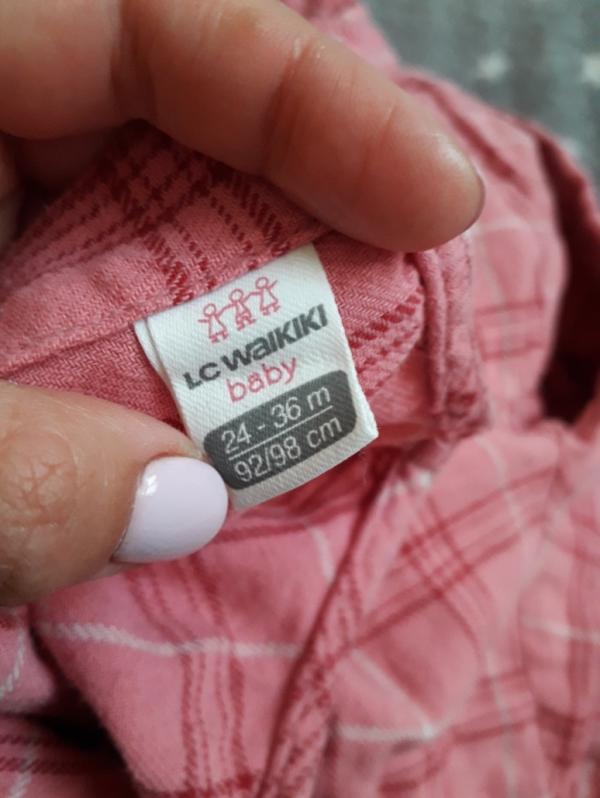 LC WAIKIKI
baby
24 - 36 m
92/98 cm